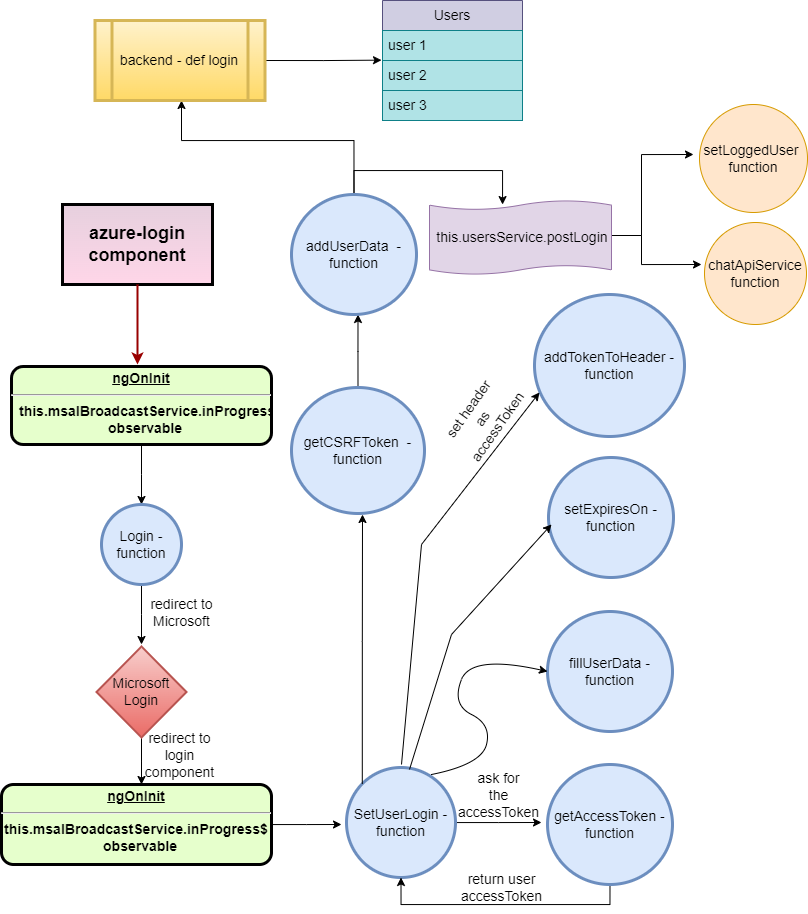 Users
user 1
user 2
user 3
backend - def login
setLoggedUser
function
azure-login
component
addUserData -
function
this.usersService.postLogin
chatApiService
function
ngOnInit
this.msalBroadcastService.inProgress
observable
addTokenToHeader -
function
set header
as
accessToken
getCSRFToken -
function
Login -
function
setExpiresOn -
function
redirect to
Microsoft
Microsoft
Login
fillUserData -
function
redirect to
login
component
ngOnInit
this.msalBroadcastService.inProgress$
observable
SetUserLogin -
function
ask for
the
accessToken
getAccessToken -
function
return user
accessToken